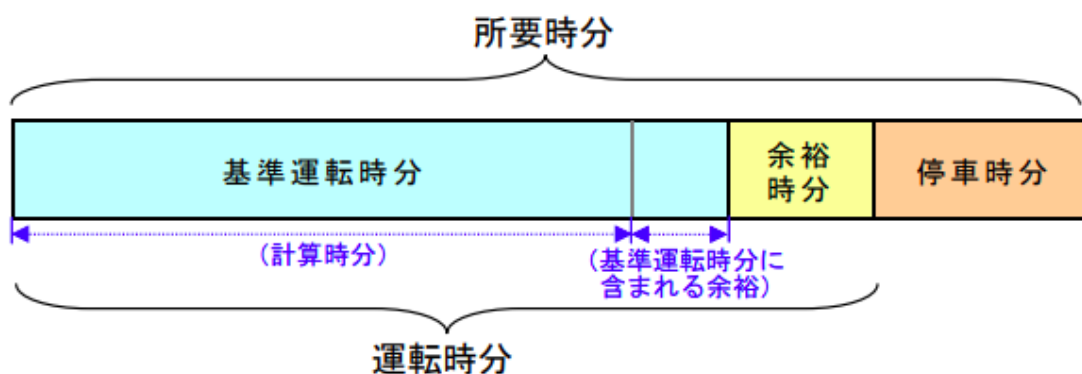 所要時分
基準運転時分
余裕
時分
停車時分
(計算時分)
(基準運転時分に
含まれる余裕)
運転時分